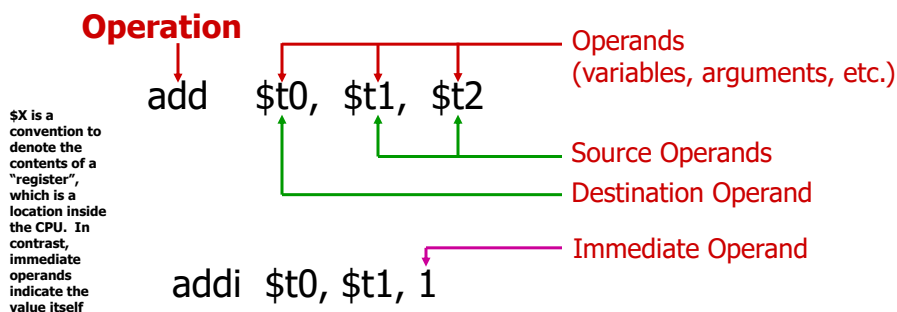 Operation
Operands
(variables, arguments, etc.)
add $t0, $t1, $t2
$X is a
convention to
denote the
contents of a
“register”,
which is a
location inside
the CPU. In
contrast,
immediate
operands
indicate the
value itself
Source Operands
Destination Operand
Immediate Operand
addi $t0, $t1, 1